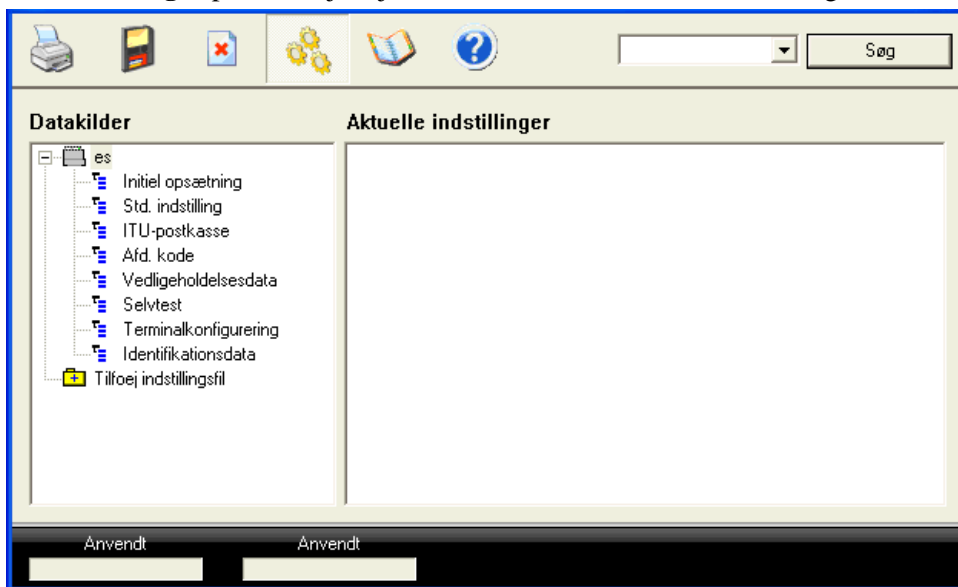 Søg
Datakilder
Aktuelle indstillinger
es
Initiel opsætning
Std. indstilling
ITU-postkasse
Afd. kode
Vedligeholdelsesdata
Selvtest
Terminalkonfigurering
Identifikationsdata
Tilfoej indstillingsfil
Anvendt Anvendt